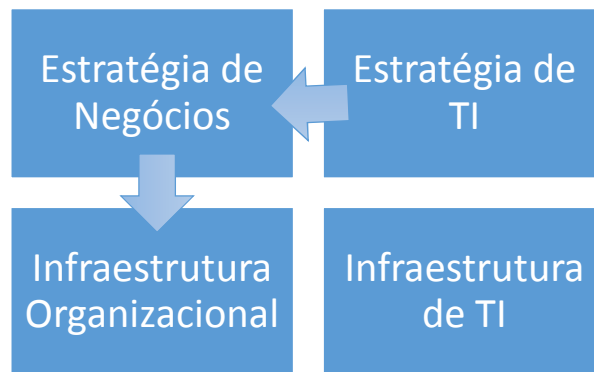 Estratégia de
Negócios
Estratégia de
TI
Infraestrutura
Organizacional
Infraestrutura
de TI